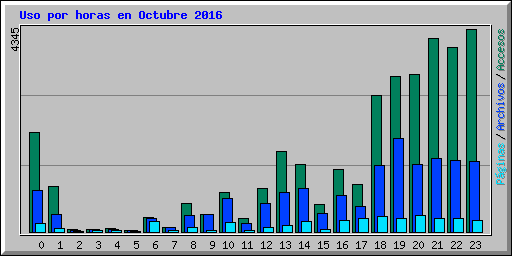 Uso por horas en Octubre 2016
4345
Páginas / Archivos / Accesos
0 1 2 3 4 5 6 7 8 9 10 11 12 13 14 15 16 17 18 19 20 21 22 23